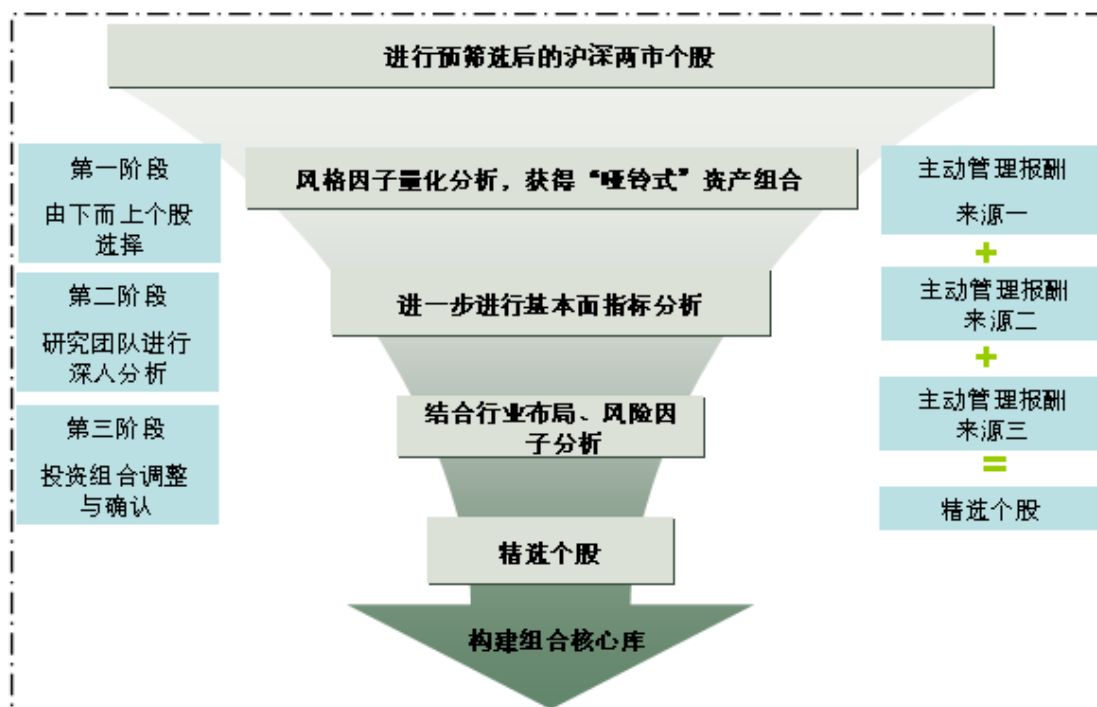 进行预筛选后的沪深两市个股
第一阶段
由下而上个股
选择
风格因子量化分析，获得“哑铃式”资产组合
主动管理报酬
来源一
+
第二阶段
研究团队进行
深入分析
进一步进行基本面指标分析
主动管理报酬
来源二
+
第三阶段
投资组合调整
与确认
结合行业布局、风险因
子分析
主动管理报酬
来源三
=
精选个股
精选个股
构建组合核心库